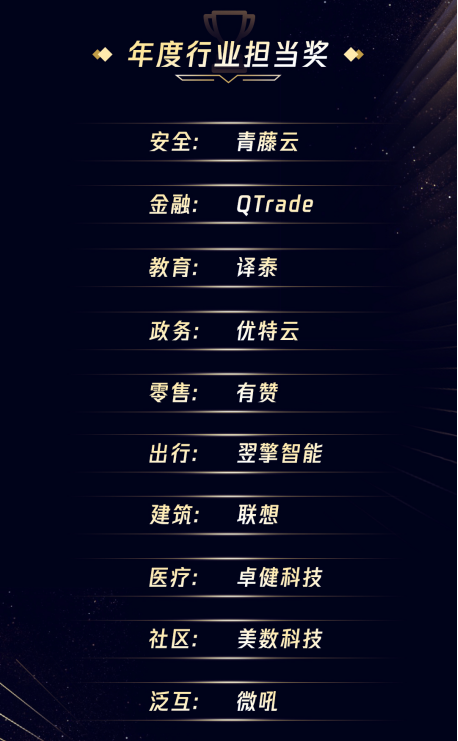 年度行业担当奖
安全: 青藤云
金融: QTrade
教育: 译泰
政务: 优特云
零售: 有赞
出行: 翌擎智能
建筑: 联想
医疗: 卓健科技
社区: 美数科技
泛互: 微吼